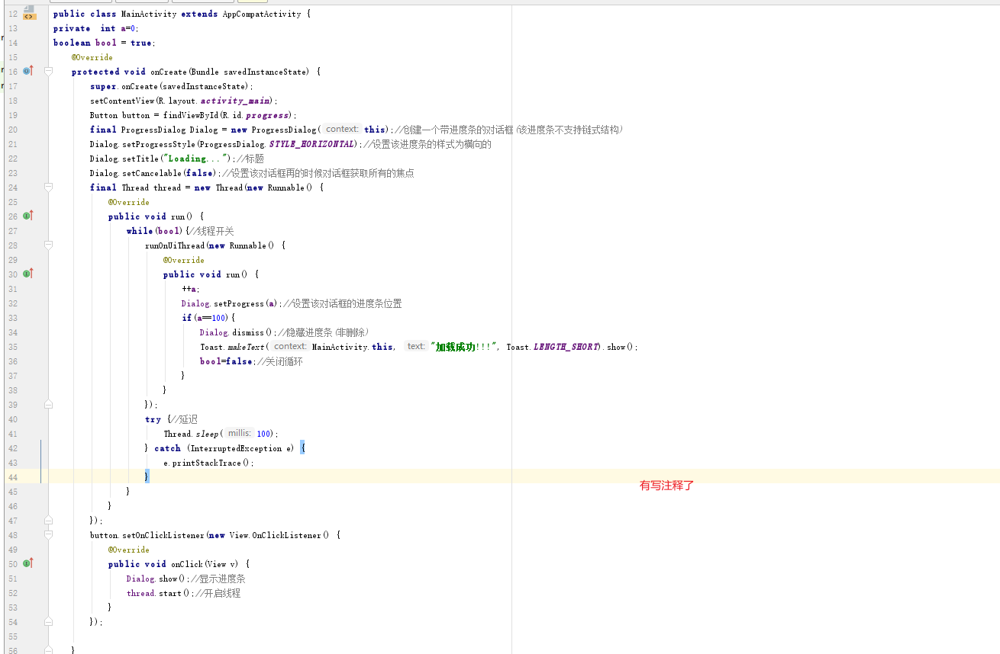 12 public class MainActivity extends AppCompatActivity {
13 private  int a=0;
14 boolean bool = true;
15 @Override
16 protected void onCreate(Bundle savedInstanceState) {
17 super.onCreate(savedInstanceState);
18 setContentView(R.layout.activity_main);
19 Button button = findViewById(R.id.progress);
20 final ProgressDialog Dialog = new ProgressDialog( context: this);//创建一个带进度条的对话框(该进度条不支持链式结构)
21 Dialog.setProgressStyle(ProgressDialog.STYLE_HORIZONTAL);//设置该进度条的样式为横向的
22 Dialog.setTitle("Loading...");//标题
23 Dialog.setCancelable(false);//设置该对话框再的时候对话框获取所有的焦点
24 final Thread thread = new Thread(new Runnable() {
25 @Override
26 public void run() {
27 while(bool){//线程开关
28 runOnUiThread(new Runnable() {
29 @Override
30 public void run() {
31 ++a;
32 Dialog.setProgress(a);//设置该对话框的进度条位置
33 if(a==100){
34 Dialog.dismiss();//隐藏进度条(非删除)
35 Toast.makeText( context: MainActivity.this, text: "加载成功!!!", Toast.LENGTH_SHORT).show();
36 bool=false;//关闭循环
37 }
38 }
39 });
40 try {//延迟
41 Thread.sleep( millis: 100);
42 } catch (InterruptedException e) {
43 e.printStackTrace();
44 }
有写注释了
45 }
46 }
47 });
48 button.setOnClickListener(new View.OnClickListener() {
49 @Override
50 public void onClick(View v) {
51 Dialog.show();//显示进度条
52 thread.start();//开启线程
53 }
54 });
55
56 }